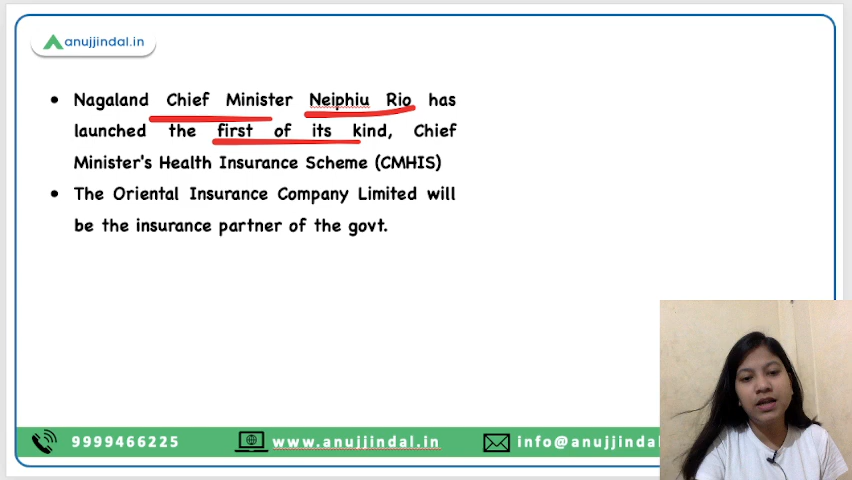 anujjindal.in
• Nagaland Chief Minister Neiphiu Rio has
launched the first of its kind, Chief
Minister's Health Insurance Scheme (CMHIS)
• The Oriental Insurance Company Limited will
be the insurance partner of the govt.
9999466225 www.anujjindal.in info@anujjindal